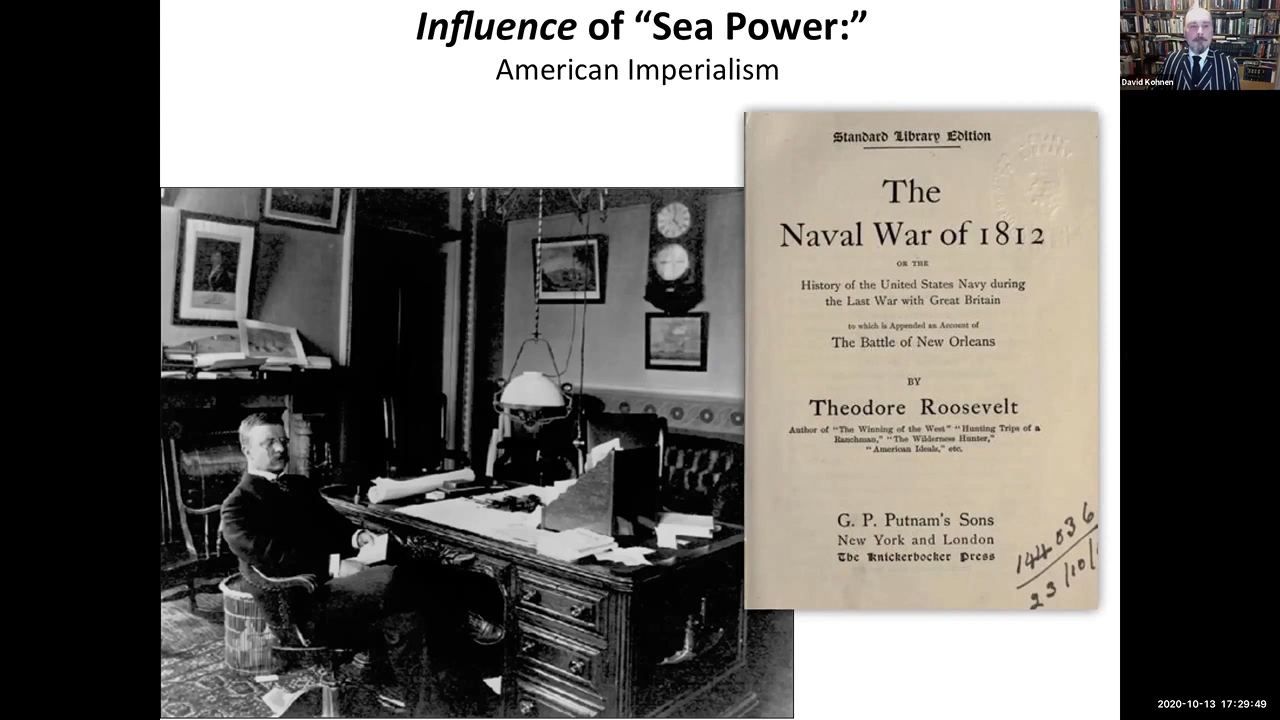 Influence of “Sea Power:”
American Imperialism
David Kohnen
Standard Library Edition
The
Naval War of 1812
OR THE
History of the United States Navy during
the Last War with Great Britain
to which is Appended an Account of
The Battle of New Orleans
BY
Theodore Roosevelt
Author of “The Winning of the West” “Hunting Trips of a
Ranchman,” “The Wilderness Hunter,”
“American Ideals,” etc.
G. P. Putnam’s Sons
New York and London
The Knickerbocker Press
144036
23/10/
2020-10-13 17:29:49